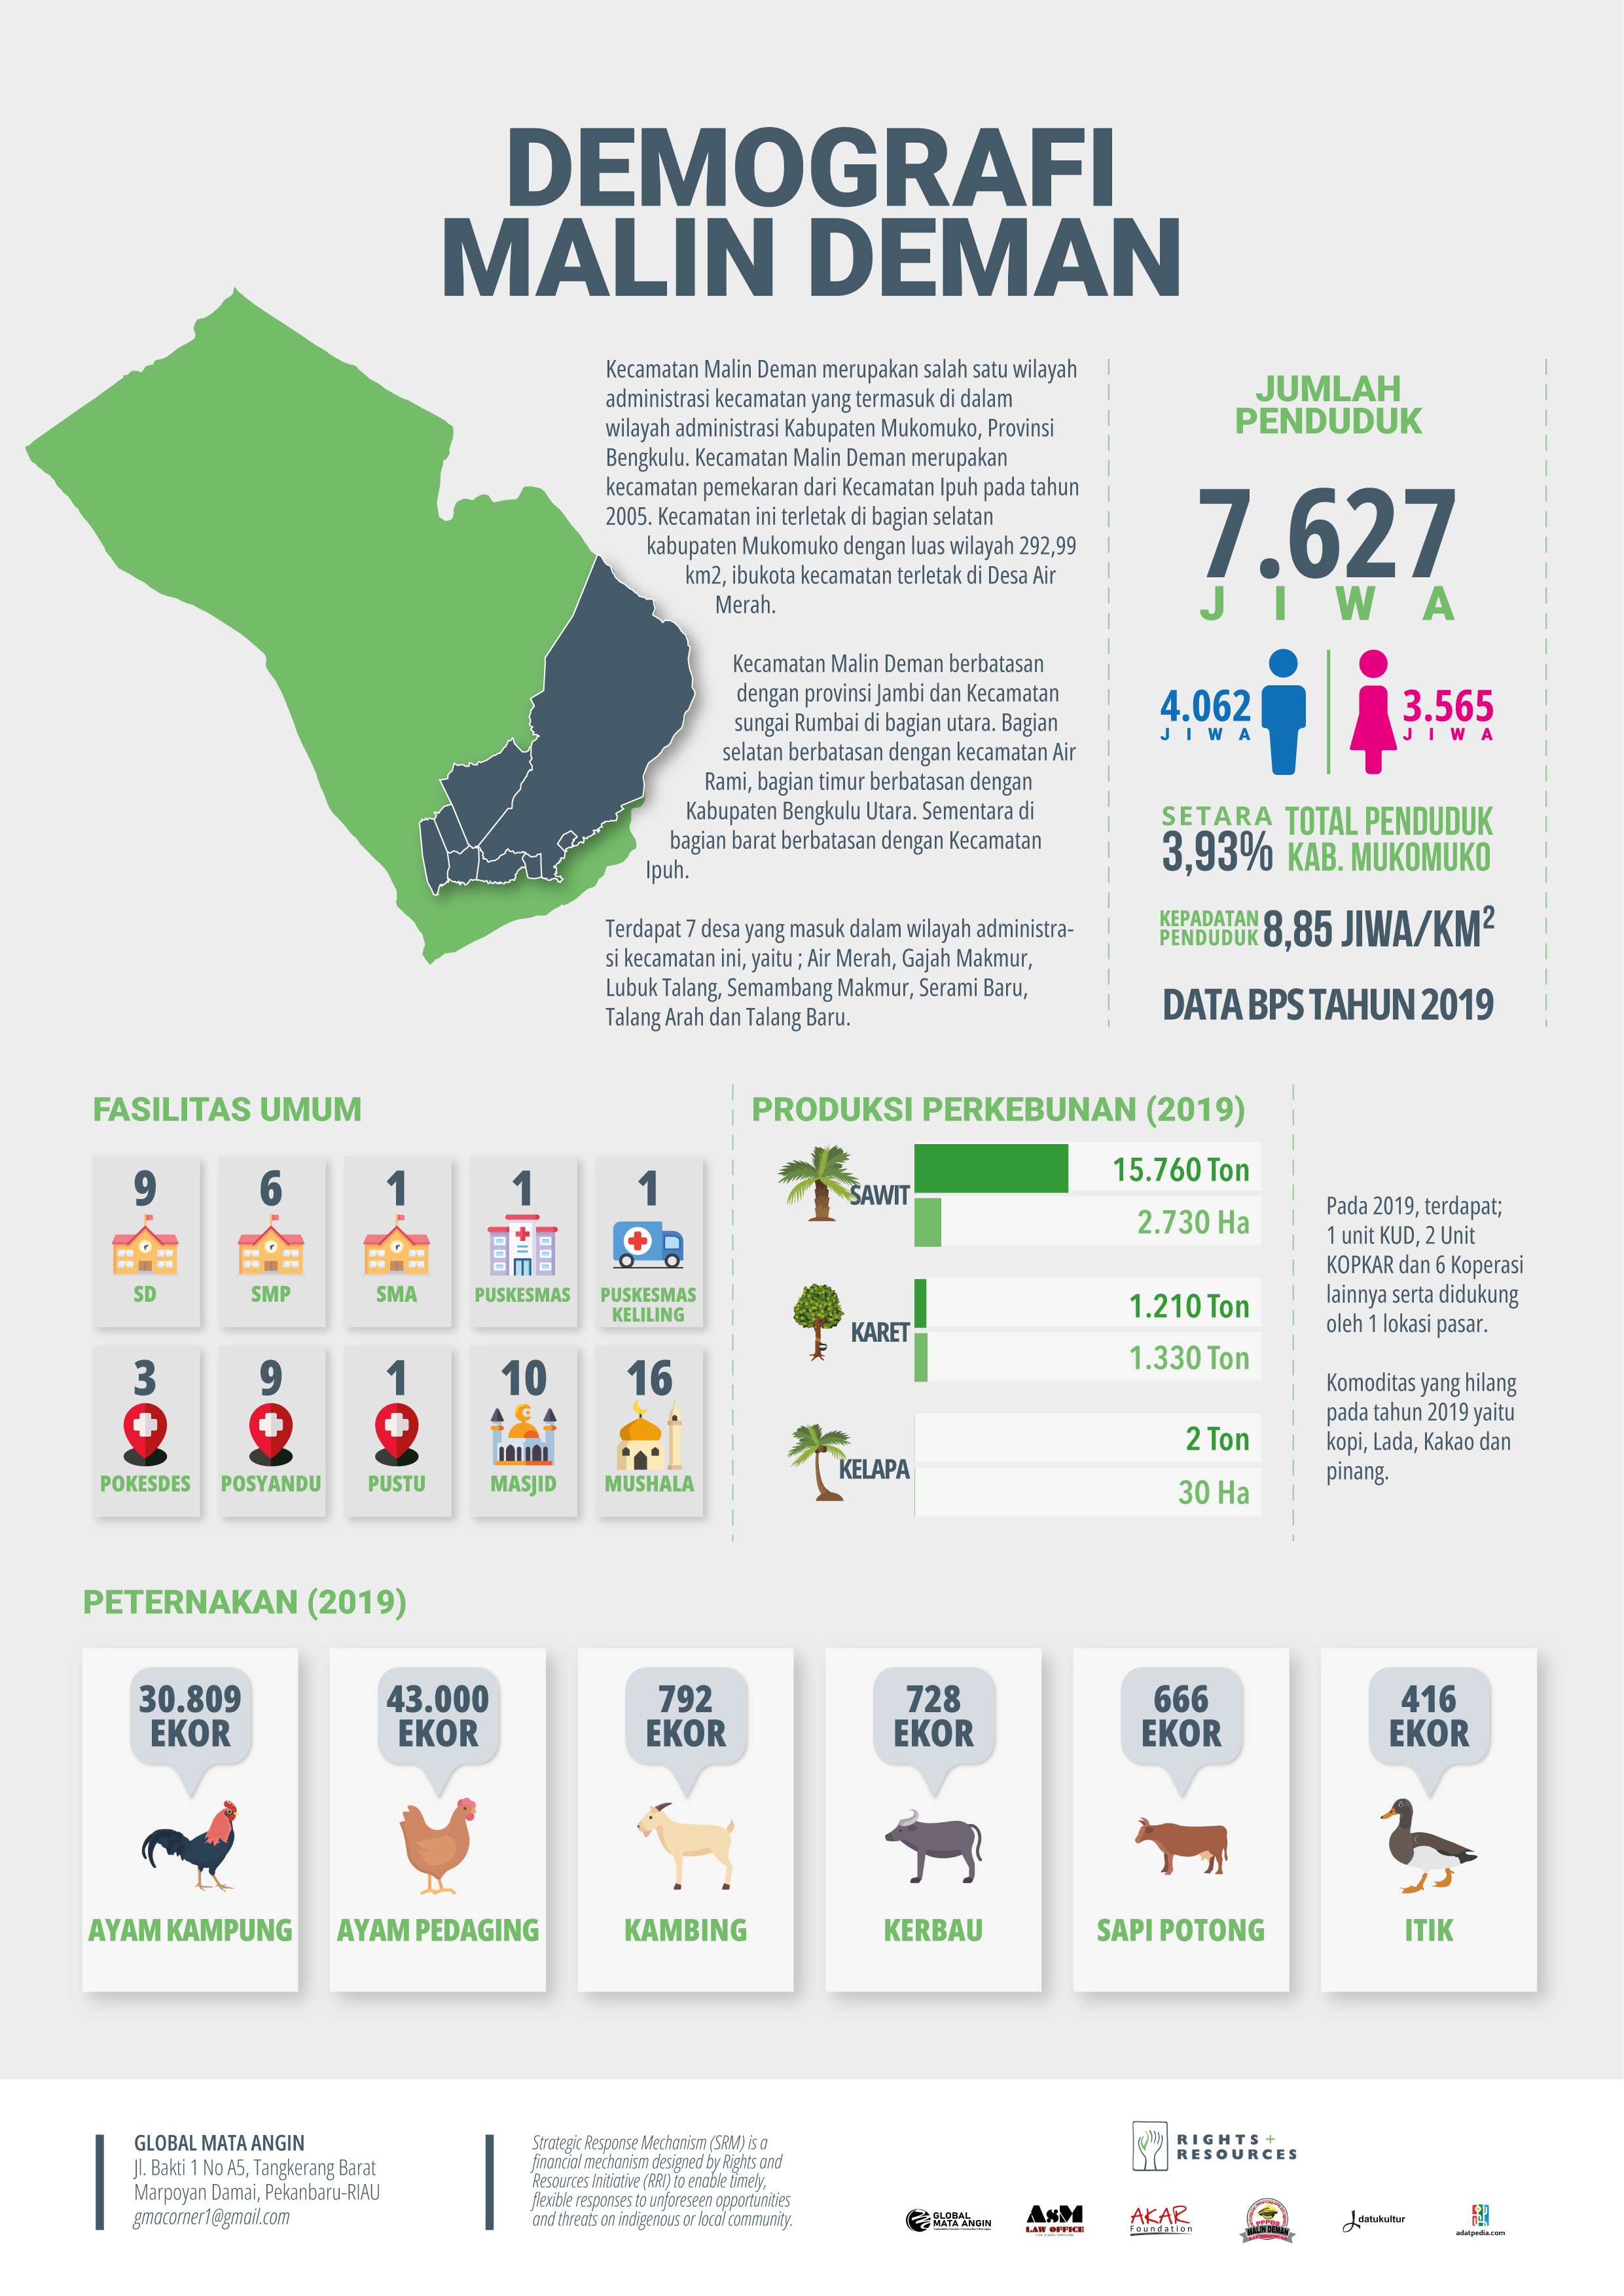 DEMOGRAFI
MALIN DEMAN
Kecamatan Malin Deman merupakan salah satu wilayah
administrasi kecamatan yang termasuk di dalam
wilayah administrasi Kabupaten Mukomuko, Provinsi
Bengkulu. Kecamatan Malin Deman merupakan
kecamatan pemekaran dari Kecamatan Ipuh pada tahun
2005. Kecamatan ini terletak di bagian selatan
kabupaten Mukomuko dengan luas wilayah 292,99
km2, ibukota kecamatan terletak di Desa Air
Merah.
Kecamatan Malin Deman berbatasan
dengan provinsi Jambi dan Kecamatan
sungai Rumbai di bagian utara. Bagian
selatan berbatasan dengan kecamatan Air
Rami, bagian timur berbatasan dengan
Kabupaten Bengkulu Utara. Sementara di
bagian barat berbatasan dengan Kecamatan
Ipuh.
Terdapat 7 desa yang masuk dalam wilayah administra-
si kecamatan ini, yaitu ; Air Merah, Gajah Makmur,
Lubuk Talang, Semambang Makmur, Serami Baru,
Talang Arah dan Talang Baru.
JUMLAH
PENDUDUK
7.627
JIWA
4.062
JIWA
3.565
JIWA
SETARA
3,93%
TOTAL PENDUDUK
KAB. MUKOMUKO
KEPADATAN
PENDUDUK
8,85 JIWA/KM²
DATA BPS TAHUN 2019
FASILITAS UMUM
9
SD
6
SMP
1
SMA
1
PUSKESMAS
1
PUSKESMAS
KELILING
3
POKESDES
9
POSYANDU
1
PUSTU
10
MASJID
16
MUSHALA
PRODUKSI PERKEBUNAN (2019)
SAWIT
15.760 Ton
2.730 Ha
KARET
1.210 Ton
1.330 Ton
KELAPA
2 Ton
30 Ha
Pada 2019, terdapat;
1 unit KUD, 2 Unit
KOPKAR dan 6 Koperasi
lainnya serta didukung
oleh 1 lokasi pasar.
Komoditas yang hilang
pada tahun 2019 yaitu
kopi, Lada, Kakao dan
pinang.
PETERNAKAN (2019)
30.809
EKOR
AYAM KAMPUNG
43.000
EKOR
AYAM PEDAGING
792
EKOR
KAMBING
728
EKOR
KERBAU
666
EKOR
SAPI POTONG
416
EKOR
ITIK
GLOBAL MATA ANGIN
Jl. Bakti 1 No A5, Tangkerang Barat
Marpoyan Damai, Pekanbaru-RIAU
gmacorner1@gmail.com
Strategic Response Mechanism (SRM) is a
financial mechanism designed by Rights and
Resources Initiative (RRI) to enable timely,
flexible responses to unforeseen opportunities
and threats on indigenous or local community.
RIGHTS +
RESOURCES
GLOBAL
MATA ANGIN
AsM
LAW OFFICE
AKAR
Foundation
MALIN DEMAN
datukultur
adatpedia.com